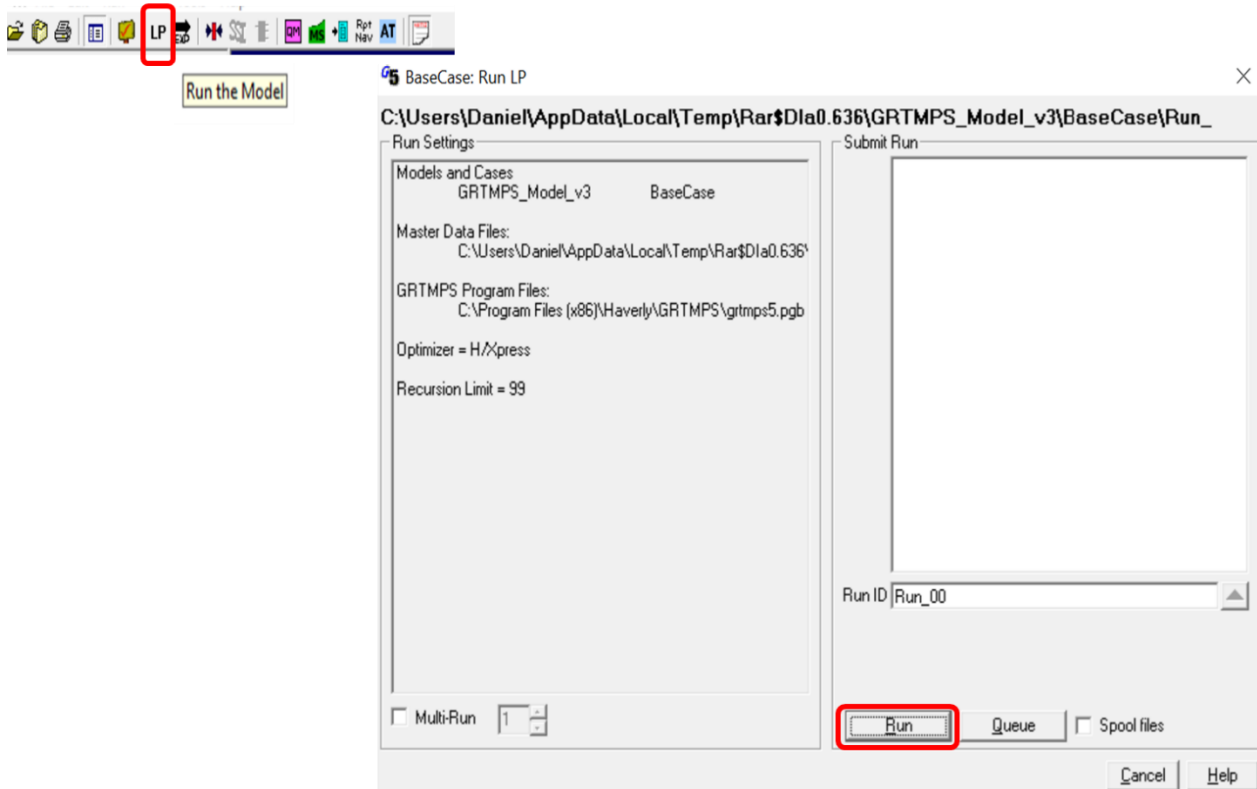 LP
QM
MS
Rpt
Nav
AT
Run the Model
G5 BaseCase: Run LP
C:\Users\Daniel\AppData\Local\Temp\Rar$DIa0.636\GRTMPS_Model_v3\BaseCase\Run_
Run Settings
Models and Cases
GRTMPS_Model_v3 BaseCase
Master Data Files:
C:\Users\Daniel\AppData\Local\Temp\Rar$DIa0.636\
GRTMPS Program Files:
C:\Program Files (x86)\Haverly\GRTMPS\grtmps5.pgb
Optimizer = H/Xpress
Recursion Limit = 99
Multi-Run 1
Submit Run
Run ID Run_00
Run Queue Spool files
Cancel Help